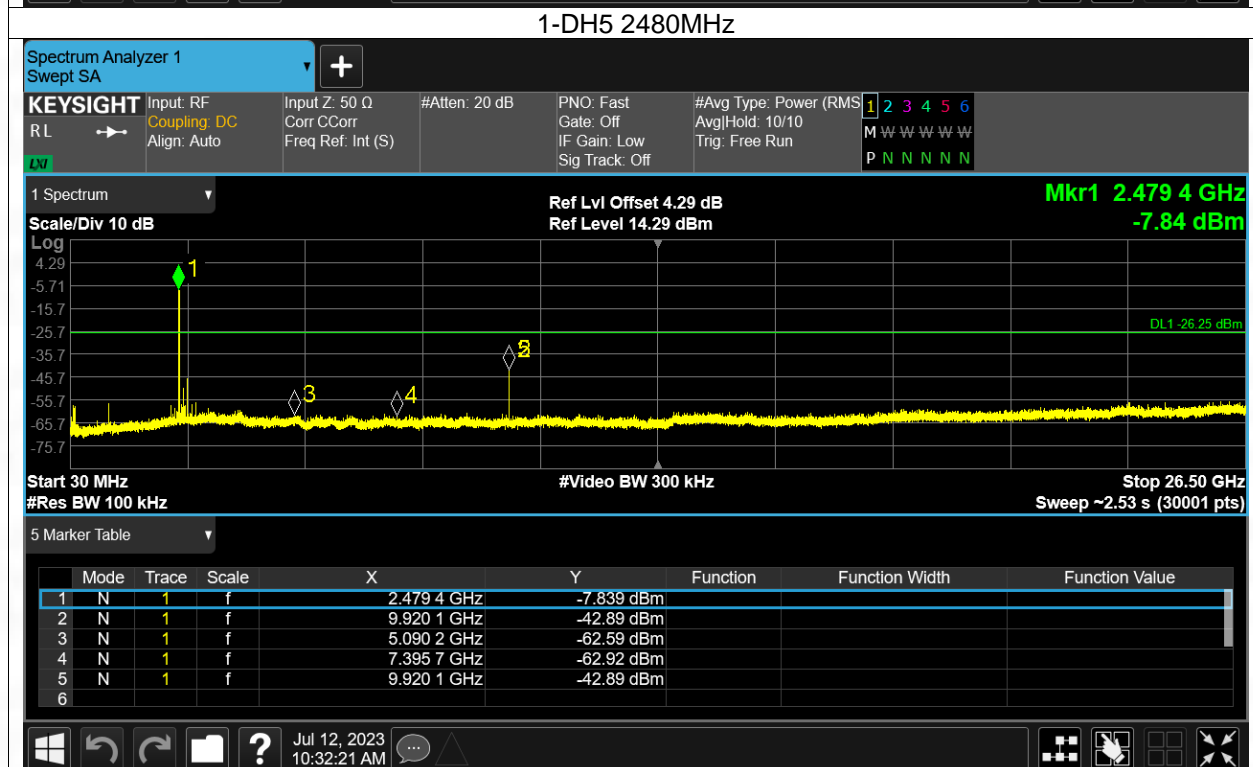 1-DH5 2480MHz
Spectrum Analyzer 1
Swept SA
+
KEYSIGHT Input: RF Input Z: 50 Ω #Atten: 20 dB PNO: Fast #Avg Type: Power (RMS 1 2 3 4 5 6
RL Coupling: DC Corr CCorr Gate: Off Avg|Hold: 10/10 M W W W W W
Align: Auto Freq Ref: Int (S) IF Gain: Low Trig: Free Run
LXI Sig Track: Off P N N N N N
1 Spectrum Ref Lvl Offset 4.29 dB Mkr1 2.479 4 GHz
Scale/Div 10 dB Ref Level 14.29 dBm -7.84 dBm
Log
4.29
1
-5.71
-15.7
DL1 -26.25 dBm
-25.7
-35.7
-45.7
3 4
-55.7
-65.7
-75.7
Start 30 MHz #Video BW 300 kHz Stop 26.50 GHz
#Res BW 100 kHz Sweep ~2.53 s (30001 pts)
5 Marker Table
Mode Trace Scale X Y Function Function Width Function Value
1 N 1 f 2.479 4 GHz -7.839 dBm
2 N 1 f 9.920 1 GHz -42.89 dBm
3 N 1 f 5.090 2 GHz -62.59 dBm
4 N 1 f 7.395 7 GHz -62.92 dBm
5 N 1 f 9.920 1 GHz -42.89 dBm
6
? Jul 12, 2023
10:32:21 AM